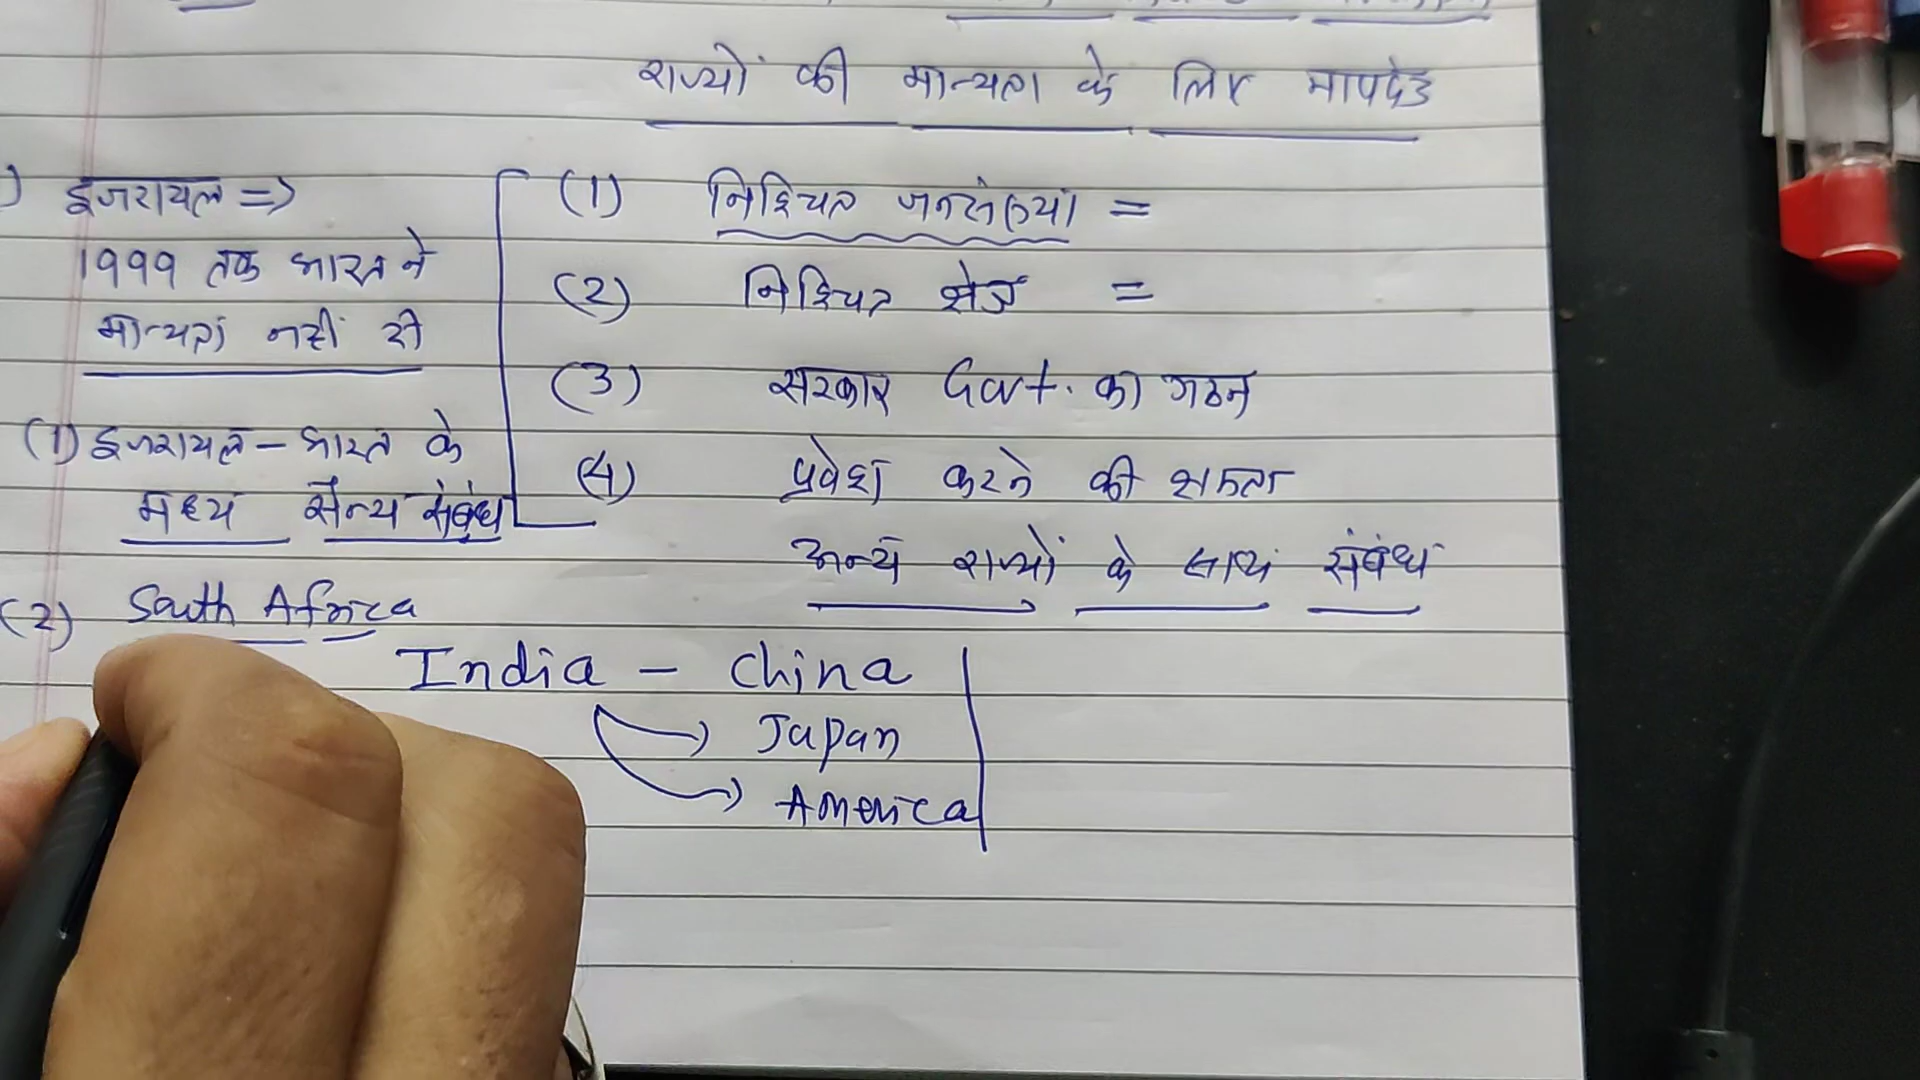 राज्यों की मान्यता के लिए मापदंड
इजरायल =>
1999 तक भारत ने
मान्यता नहीं दी
(1) इजरायल - भारत के
मध्य सैन्य संबंध
(2) South Africa
(1) निश्चित जनसंख्या =
(2) निश्चित क्षेत्र =
(3) सरकार Govt. का गठन
(4) प्रवेश करने की क्षमता
अन्य राज्यों के साथ संबंध
India - China
→ Japan
→ America